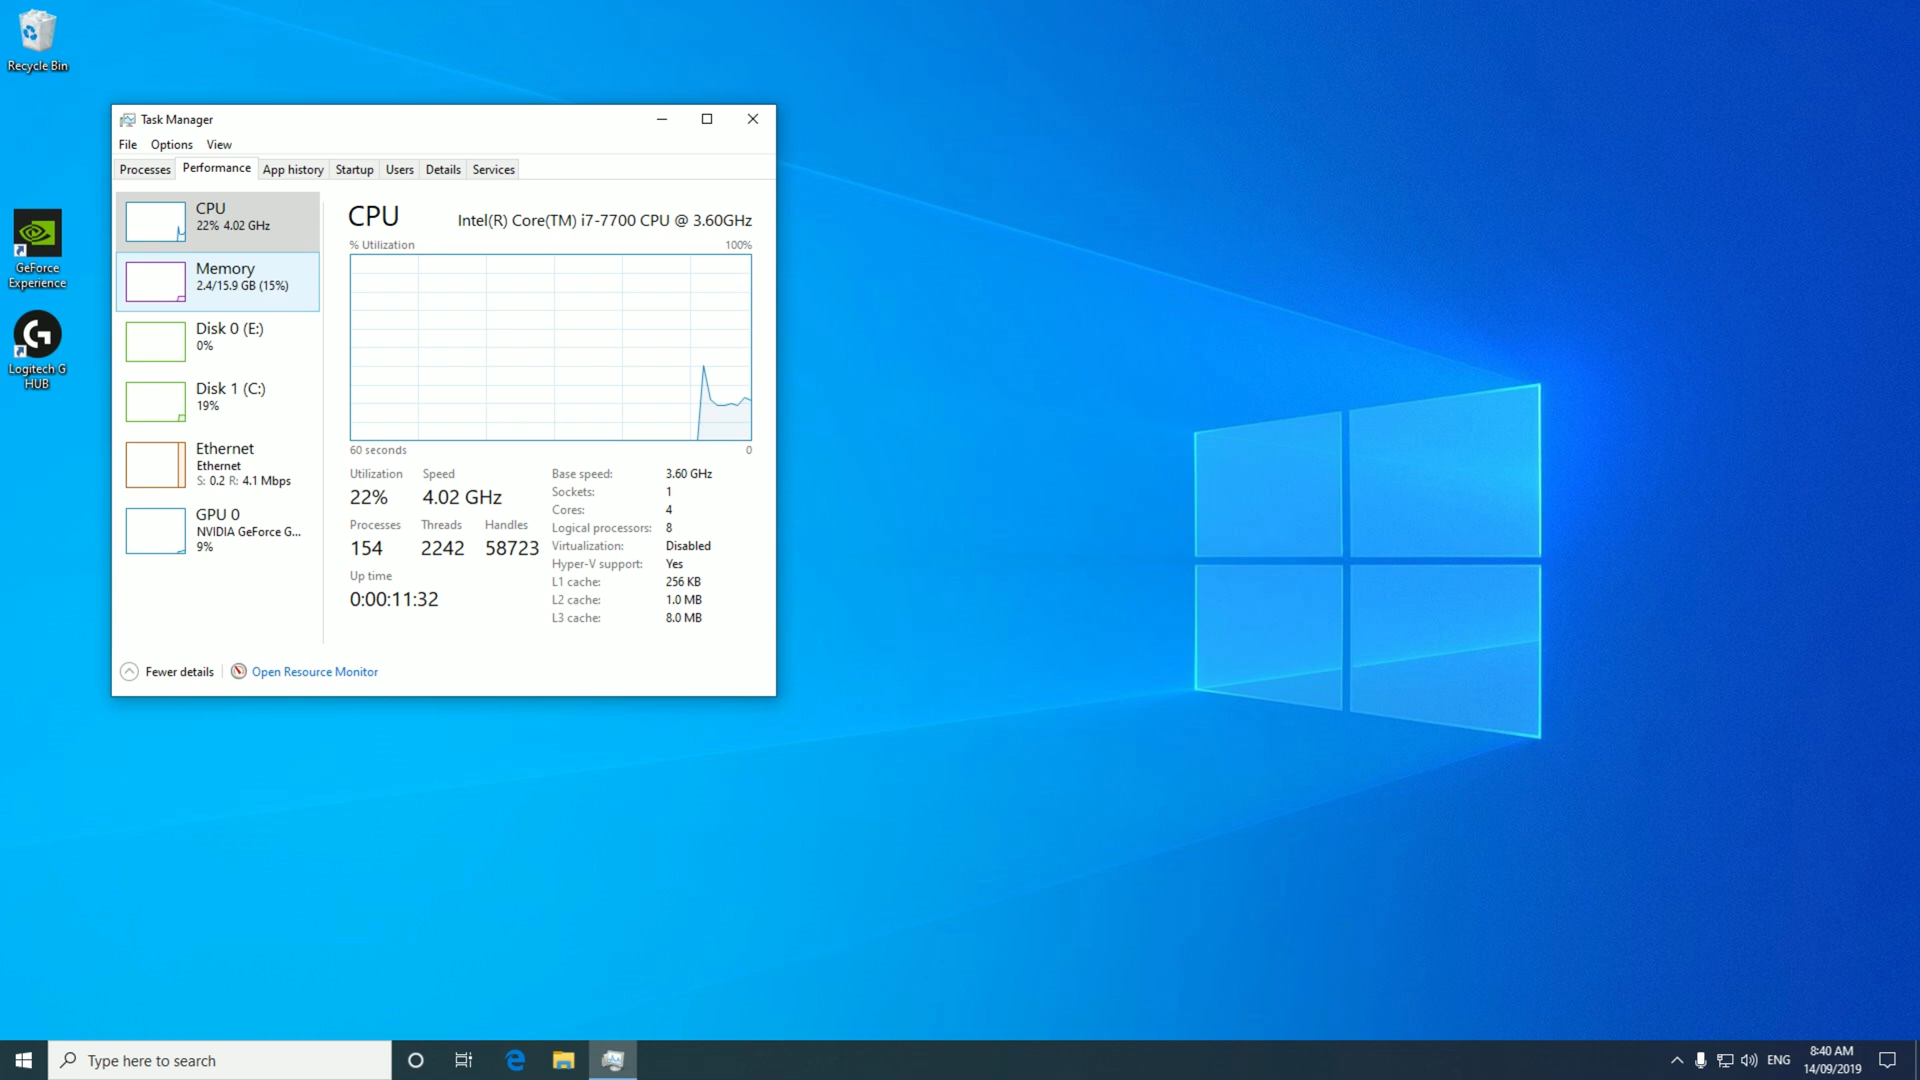 Recycle Bin
GeForce
Experience
Logitech G
HUB
Task Manager
File Options View
Processes Performance App history Startup Users Details Services
CPU
22% 4.02 GHz
Memory
2.4/15.9 GB (15%)
Disk 0 (E:)
0%
Disk 1 (C:)
19%
Ethernet
Ethernet
S: 0.2 R: 4.1 Mbps
GPU 0
NVIDIA GeForce G...
9%
CPU Intel(R) Core(TM) i7-7700 CPU @ 3.60GHz
% Utilization 100%
60 seconds 0
Utilization Speed
22% 4.02 GHz
Processes Threads Handles
154 2242 58723
Up time
0:00:11:32
Base speed: 3.60 GHz
Sockets: 1
Cores: 4
Logical processors: 8
Virtualization: Disabled
Hyper-V support: Yes
L1 cache: 256 KB
L2 cache: 1.0 MB
L3 cache: 8.0 MB
Fewer details Open Resource Monitor
Type here to search
ENG
8:40 AM
14/09/2019